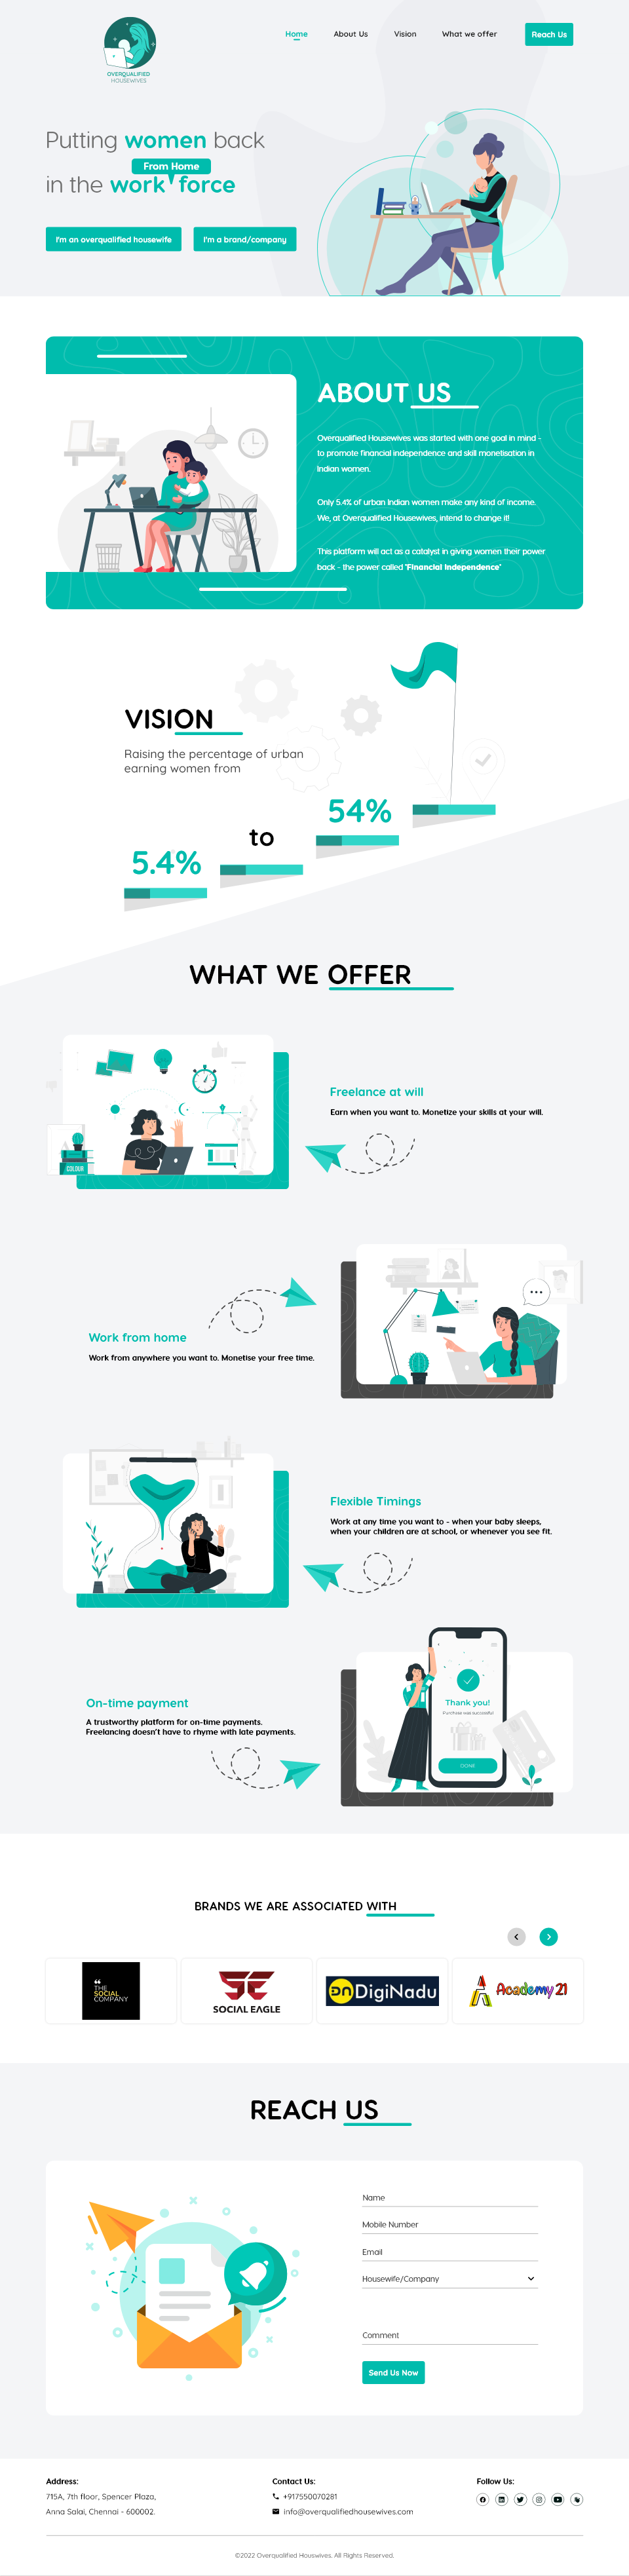 OVERQUALIFIED
HOUSEWIVES
Home
About Us
Vision
What we offer
Reach Us
Putting women back
From Home
in the work force
I'm an overqualified housewife
I'm a brand/company
ABOUT US
Overqualified Housewives was started with one goal in mind -
to promote financial independence and skill monetisation in
Indian women.
Only 5.4% of urban Indian women make any kind of income.
We, at Overqualified Housewives, intend to change it!
This platform will act as a catalyst in giving women their power
back - the power called "Financial Independence"
VISION
Raising the percentage of urban
earning women from
54%
to
5.4%
WHAT WE OFFER
COLOUR
Freelance at will
Earn when you want to. Monetize your skills at your will.
Work from home
Work from anywhere you want to. Monetise your free time.
Flexible Timings
Work at any time you want to - when your baby sleeps,
when your children are at school, or whenever you see fit.
On-time payment
A trustworthy platform for on-time payments.
Freelancing doesn't have to rhyme with late payments.
Thank you!
Purchase was successful
DONE
BRANDS WE ARE ASSOCIATED WITH
THE
SOCIAL
COMPANY
SOCIAL EAGLE
DN DigiNadu
Academy 21
REACH US
Name
Mobile Number
Email
Housewife/Company
Comment
Send Us Now
Address:
715A, 7th floor, Spencer Plaza,
Anna Salai, Chennai - 600002.
Contact Us:
+917550070281
info@overqualifiedhousewives.com
Follow Us:
©2022 Overqualified Houswives. All Rights Reserved.